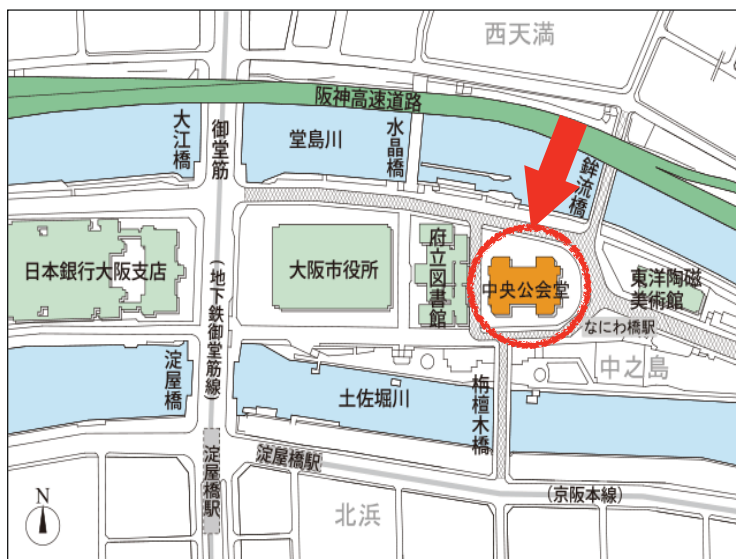 西天満
阪神高速道路
大江橋
御堂筋
堂島川
水晶橋
鉾流橋
日本銀行大阪支店
(地下鉄御堂筋線)
大阪市役所
府立図書館
中央公会堂
東洋陶磁
美術館
なにわ橋駅
中之島
淀屋橋
土佐堀川
栴檀木橋
淀屋橋駅
淀屋橋駅
(京阪本線)
北浜
N